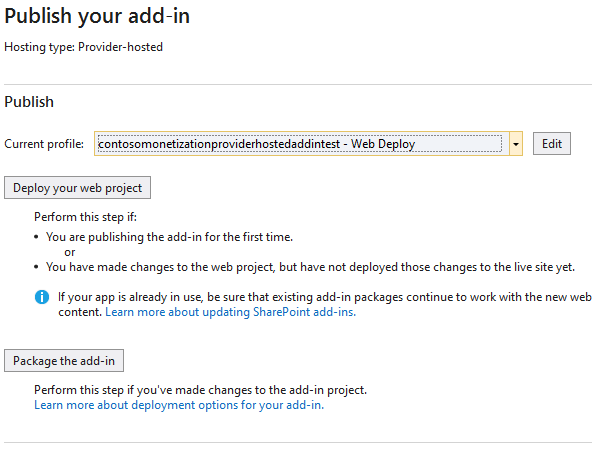 Publish your add-in
Hosting type: Provider-hosted
Publish
Current profile: contosomonetizationproviderhostedaddintest - Web Deploy Edit
Deploy your web project
Perform this step if:
• You are publishing the add-in for the first time.
or
• You have made changes to the web project, but have not deployed those changes to the live site yet.
If your app is already in use, be sure that existing add-in packages continue to work with the new web
content. Learn more about updating SharePoint add-ins.
Package the add-in
Perform this step if you've made changes to the add-in project.
Learn more about deployment options for your add-in.